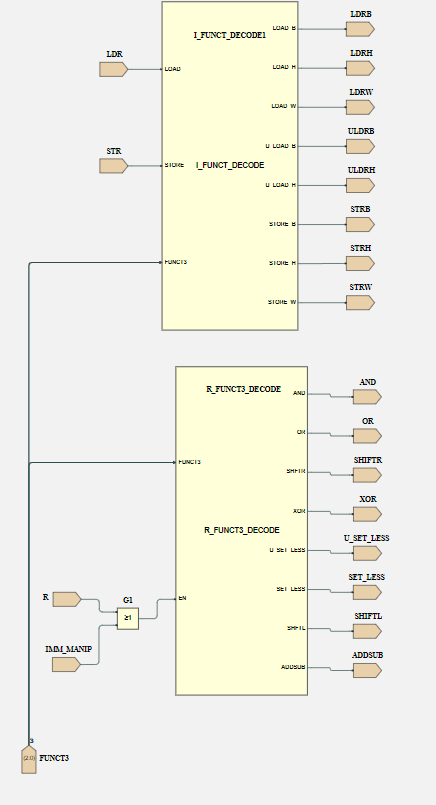 LDRB
I_FUNCT_DECODE1
LOAD_B
LDR
LDRH
LOAD
LOAD_H
LDRW
LOAD_W
ULDRB
U_LOAD_B
STR
STORE
I_FUNCT_DECODE
ULDRH
U_LOAD_H
STRB
STORE_B
STRH
FUNCT3
STORE_H
STRW
STORE_W
R_FUNCT3_DECODE
AND
AND
OR
OR
SHIFTR
FUNCT3
SHFTR
XOR
XOR
R_FUNCT3_DECODE
U_SET_LESS
U_SET_LESS
SET_LESS
SET_LESS
R
G1
EN
≥1
SHIFTL
SHFTL
IMM_MANIP
ADDSUB
ADDSUB
3
(2:0)
FUNCT3